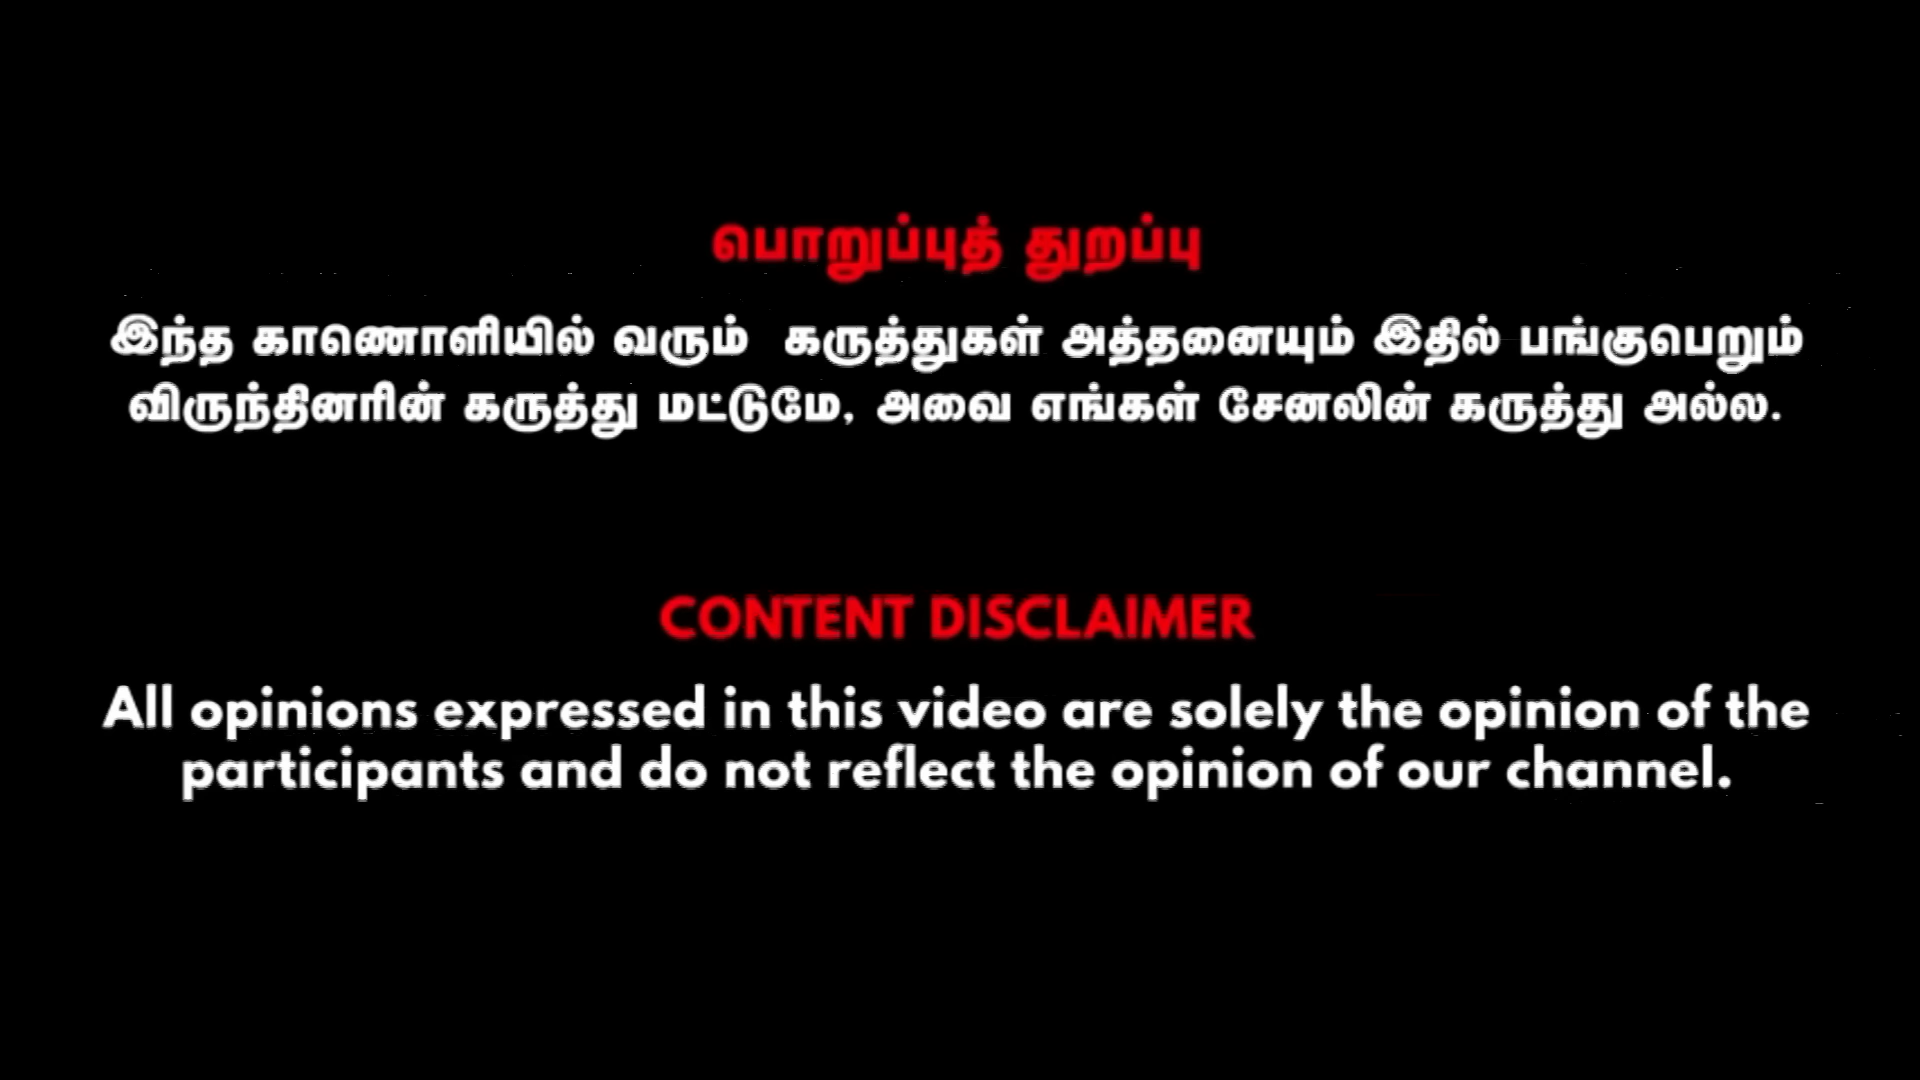 பொறுப்புத் துறப்பு
இந்த காணொளியில் வரும் கருத்துகள் அத்தனையும் இதில் பங்குபெறும்
விருந்தினரின் கருத்து மட்டுமே, அவை எங்கள் சேனலின் கருத்து அல்ல.
CONTENT DISCLAIMER
All opinions expressed in this video are solely the opinion of the
participants and do not reflect the opinion of our channel.